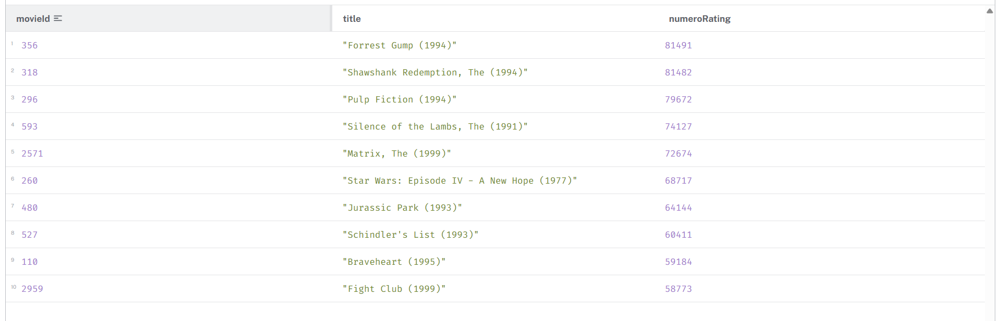 movieId title numeroRating
1 356 "Forrest Gump (1994)" 81491
2 318 "Shawshank Redemption, The (1994)" 81482
3 296 "Pulp Fiction (1994)" 79672
4 593 "Silence of the Lambs, The (1991)" 74127
5 2571 "Matrix, The (1999)" 72674
6 260 "Star Wars: Episode IV - A New Hope (1977)" 68717
7 480 "Jurassic Park (1993)" 64144
8 527 "Schindler's List (1993)" 60411
9 110 "Braveheart (1995)" 59184
10 2959 "Fight Club (1999)" 58773